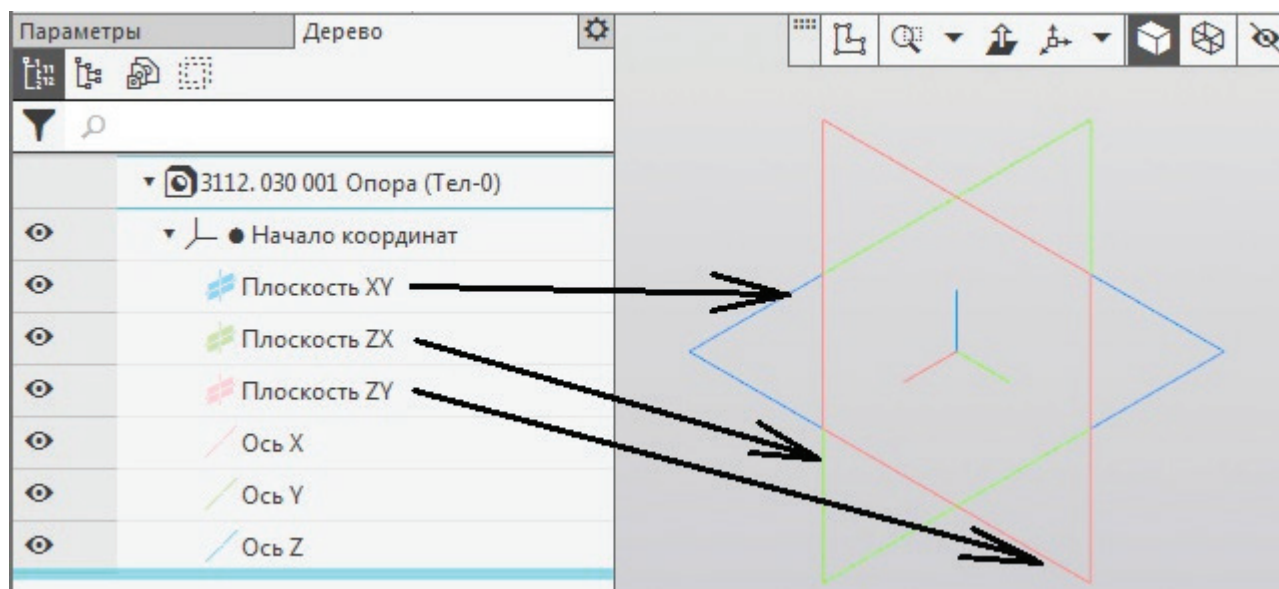 Параметры
Дерево
3112. 030 001 Опора (Тел-0)
Начало координат
Плоскость XY
Плоскость ZX
Плоскость ZY
Ось X
Ось Y
Ось Z